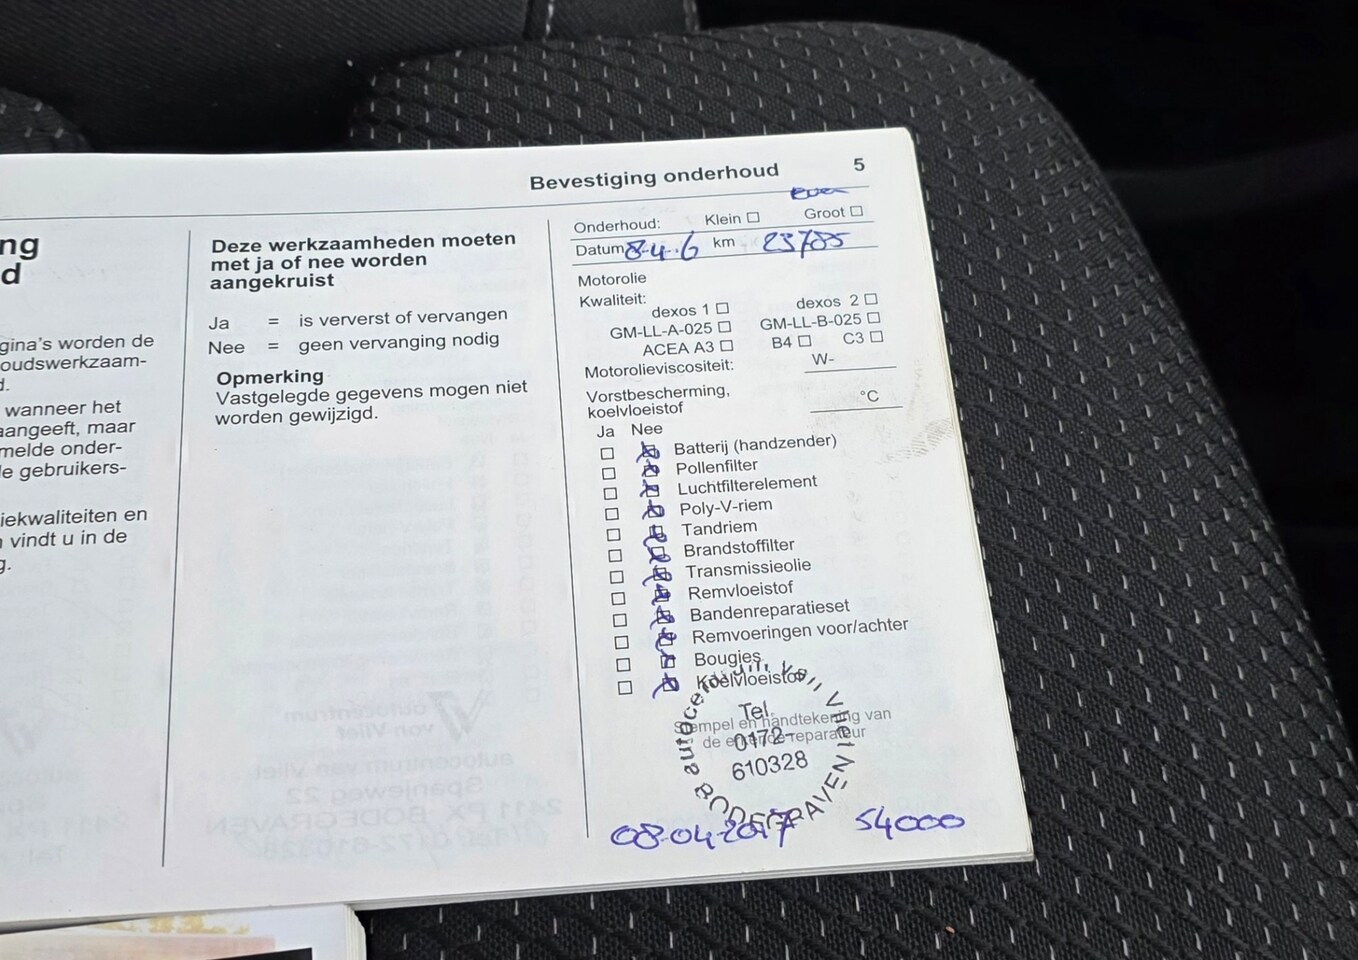 Bevestiging onderhoud 5
ng
d
gina's worden de
oudswerkzaam-
d.
wanneer het
aangeeft, maar
melde onder-
le gebruikers-
iekwaliteiten en
vindt u in de
g.
Deze werkzaamheden moeten
met ja of nee worden
aangekruist
Ja = is ververst of vervangen
Nee = geen vervanging nodig
Opmerking
Vastgelegde gegevens mogen niet
worden gewijzigd.
Onderhoud: Klein ☐ Groot ☐
Datum 8.4.6 km 23785
Motorolie
Kwaliteit:
dexos 1 ☐ dexos 2 ☐
GM-LL-A-025 ☐ GM-LL-B-025 ☐
ACEA A3 ☐ B4 ☐ C3 ☐
Motorolieviscositeit: W-
Vorstbescherming,
koelvloeistof °C
Ja Nee
Batterij (handzender)
Pollenfilter
Luchtfilterelement
Poly-V-riem
Tandriem
Brandstoffilter
Transmissieolie
Remvloeistof
Bandenreparatieset
Remvoeringen voor/achter
Bougies
Koelvloeistof
Stempel en handtekening van
de erkende reparateur
Tel.
0172-
610328
BODEGRAVEN
08-04-2017 54000